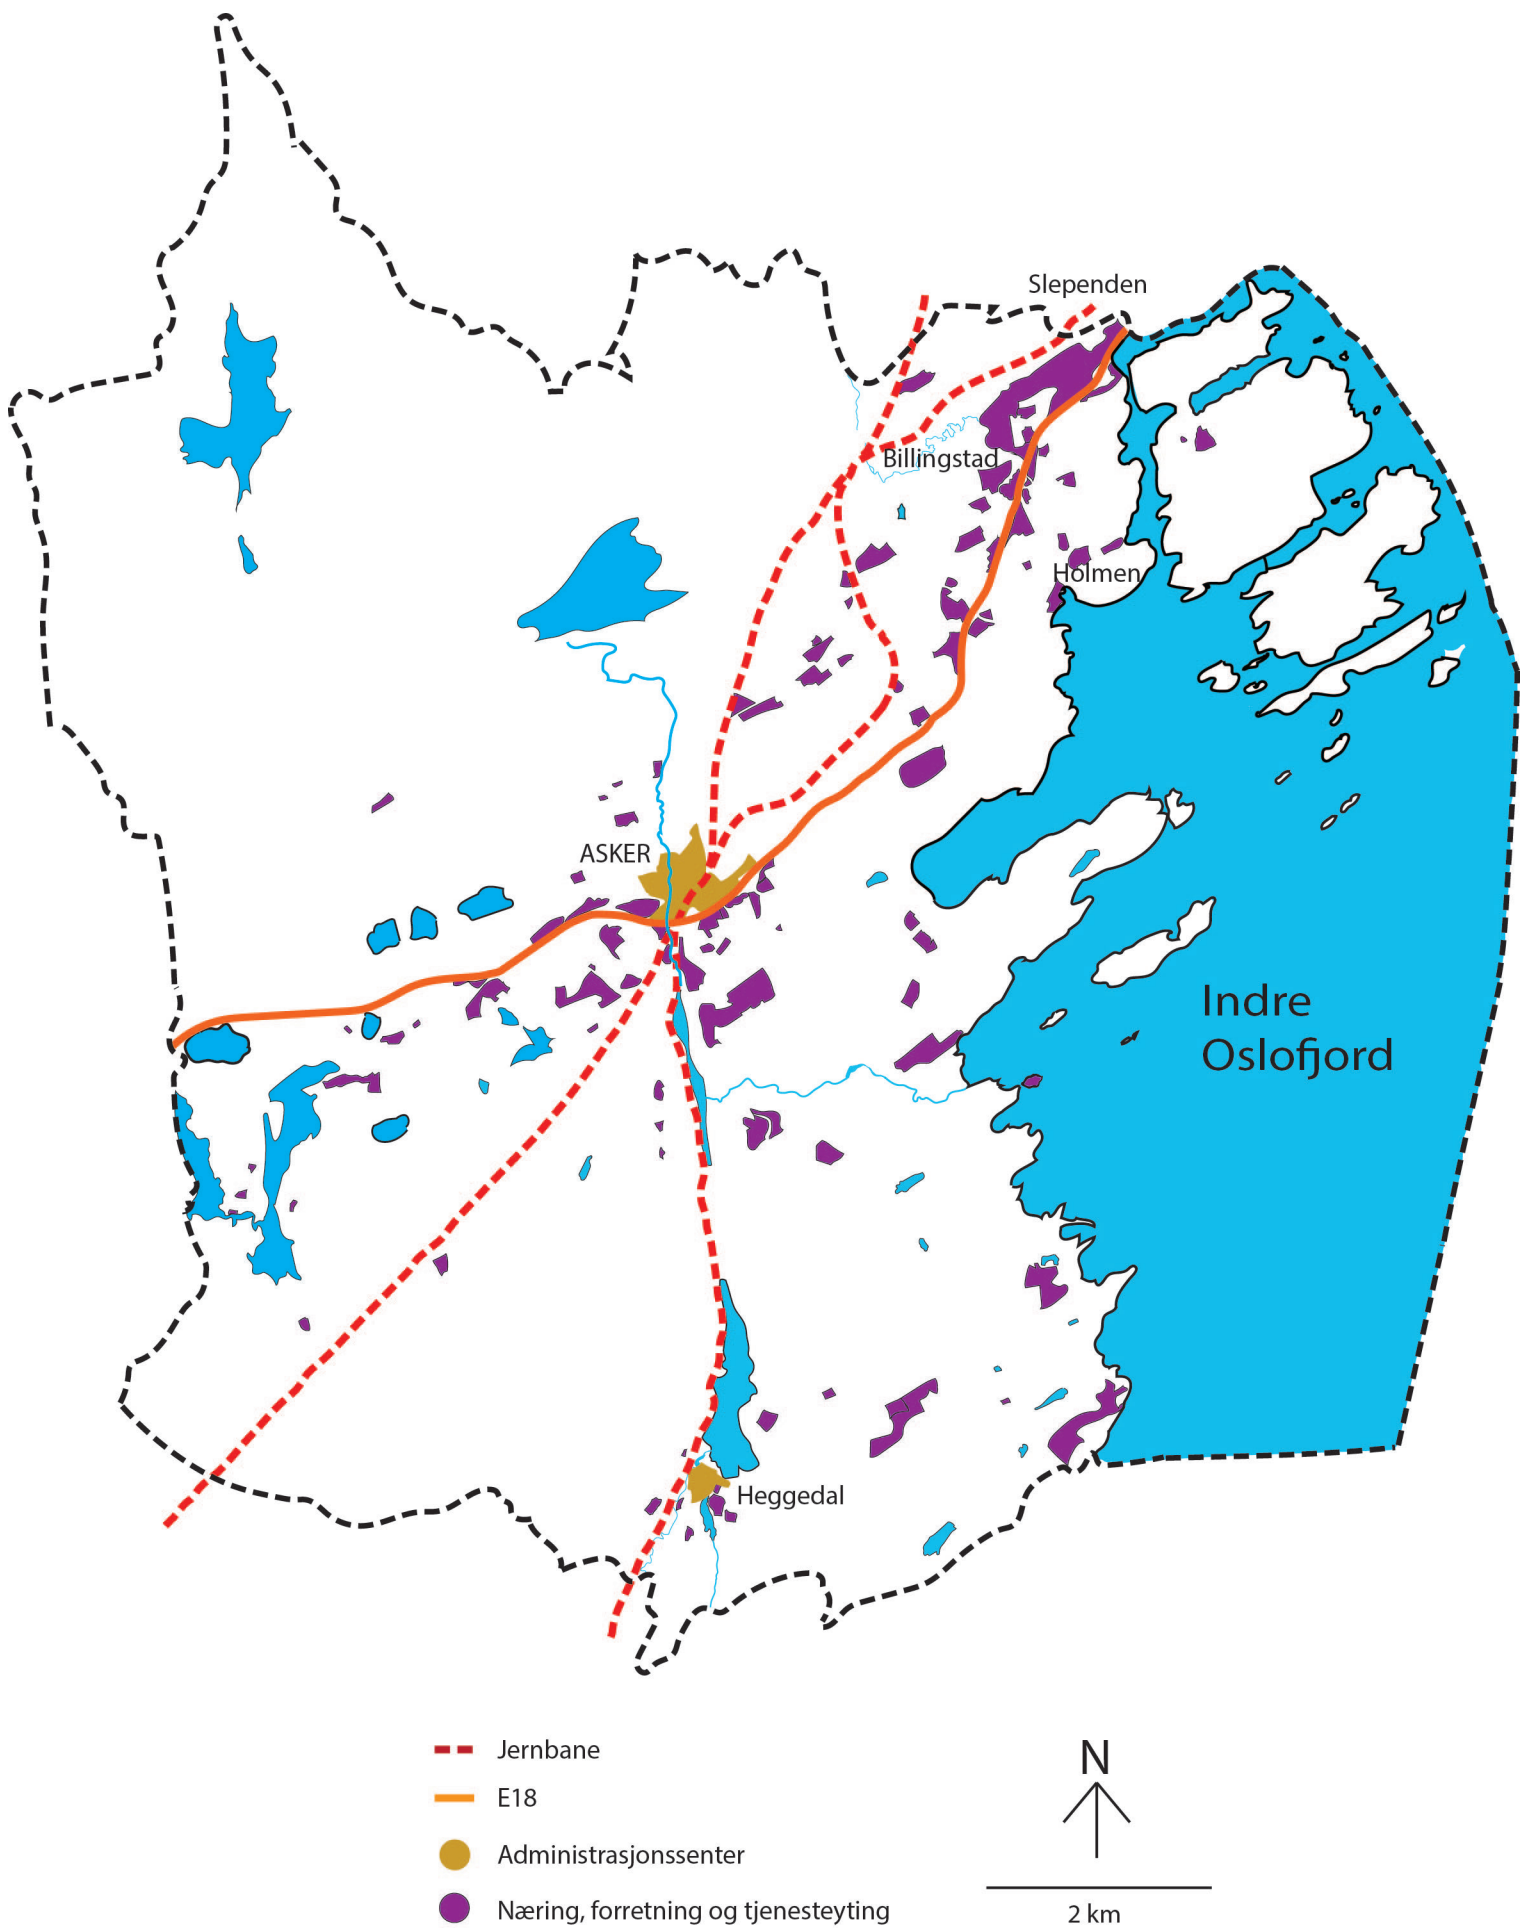 Slependen
Billingstad
Holmen
ASKER
Indre
Oslofjord
Heggedal
Jernbane
E18
Administrasjonssenter
Næring, forretning og tjenesteyting
N
2 km